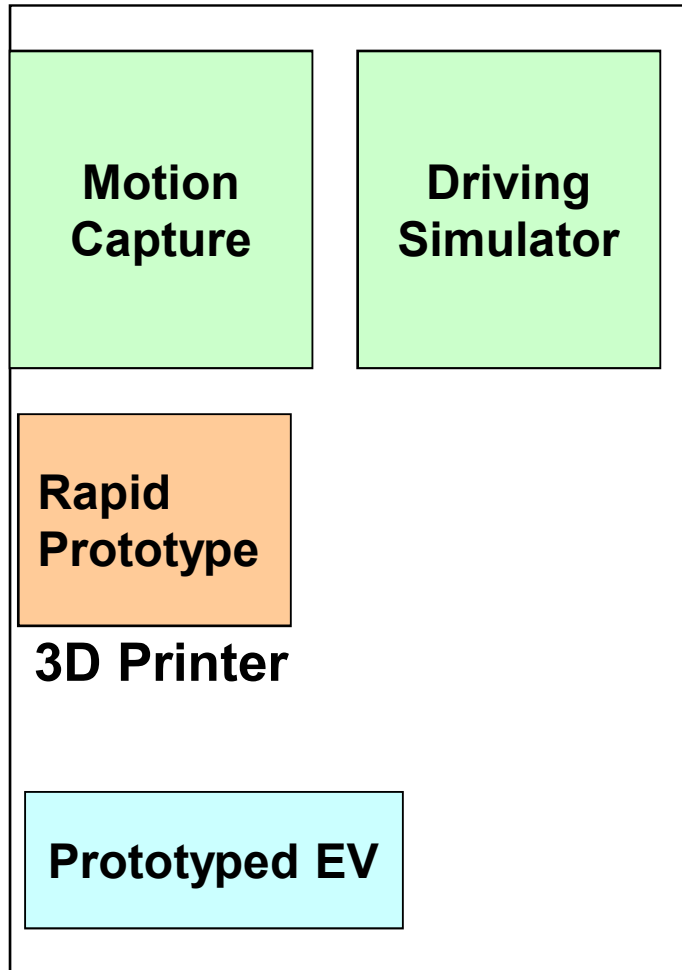 Motion
Capture
Driving
Simulator
Rapid
Prototype
3D Printer
Prototyped EV